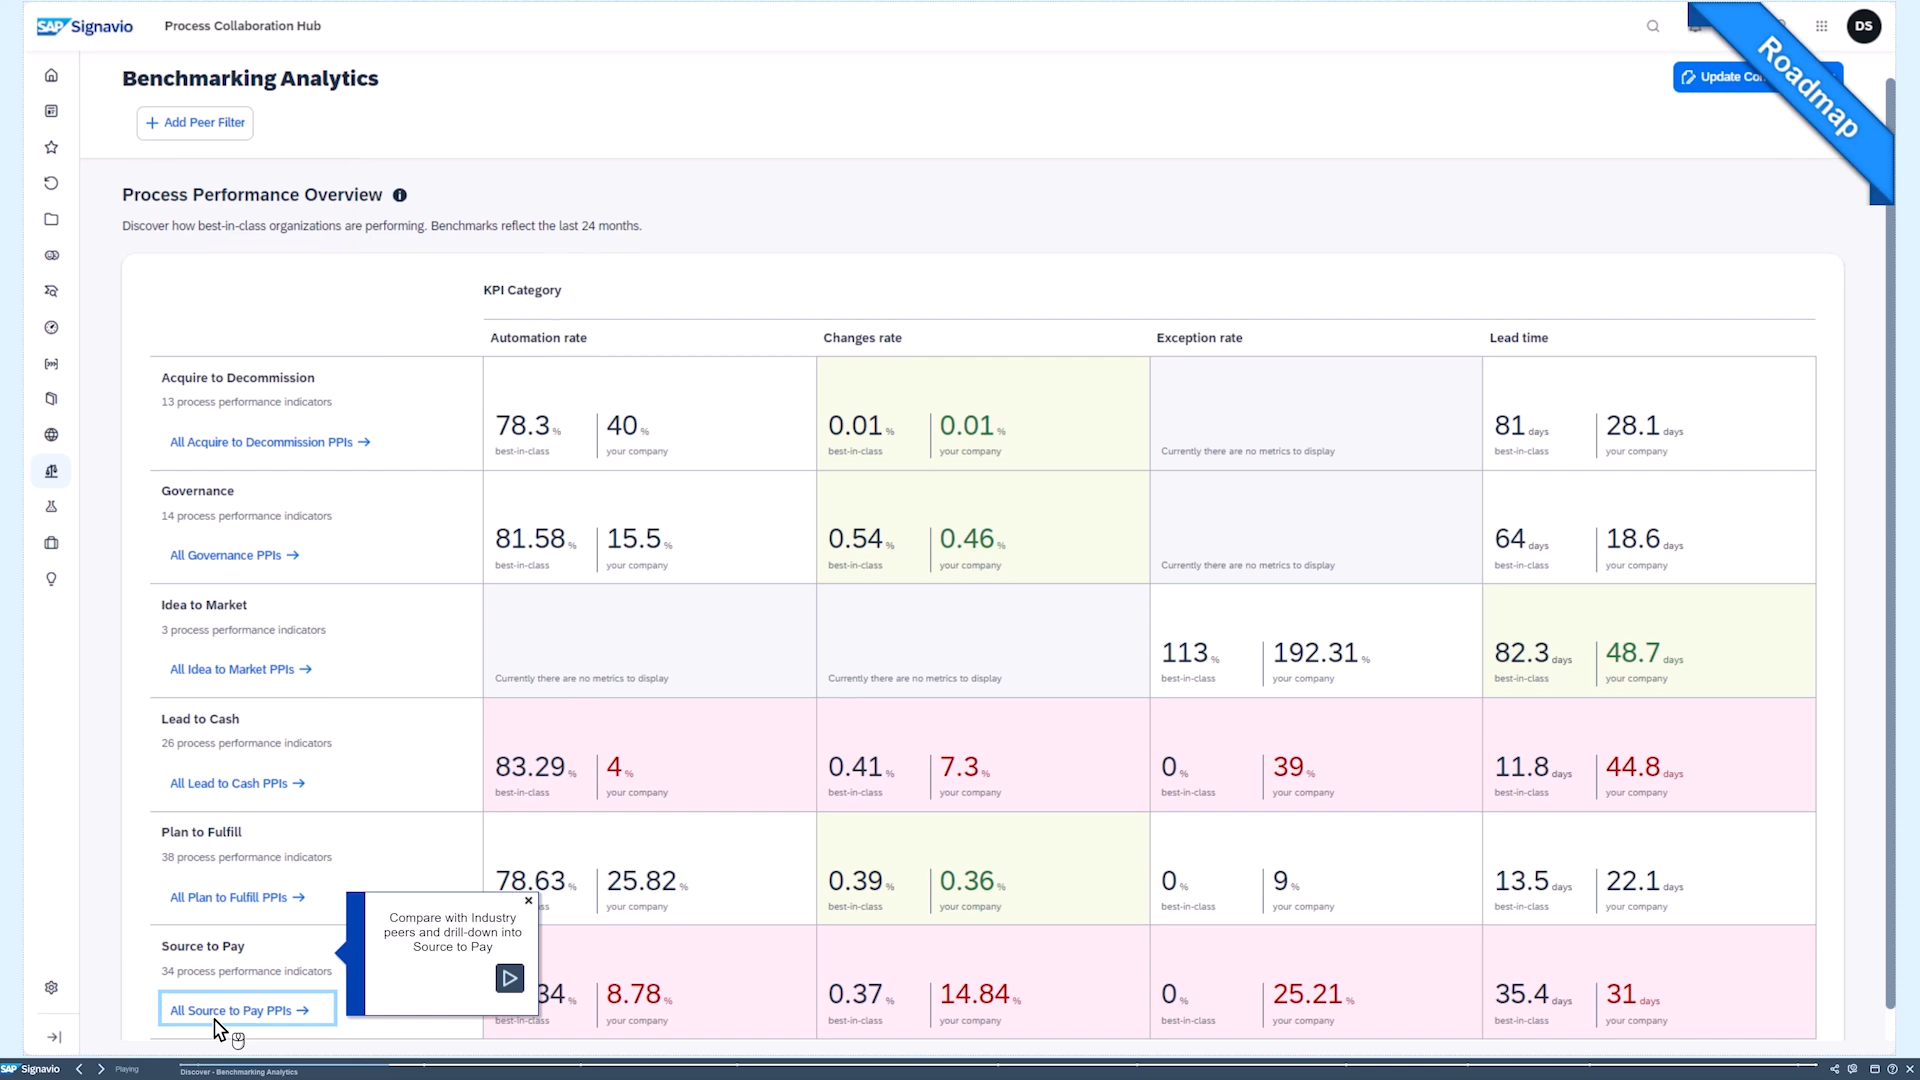 SAP Signavio
Process Collaboration Hub
DS
Roadmap
Benchmarking Analytics
Update
Add Peer Filter
Process Performance Overview
Discover how best-in-class organizations are performing. Benchmarks reflect the last 24 months.
KPI Category
Automation rate
Changes rate
Exception rate
Lead time
Acquire to Decommission
13 process performance indicators
All Acquire to Decommission PPIs →
78.3 % 40 %
best-in-class your company
0.01 % 0.01 %
best-in-class your company
Currently there are no metrics to display
81 days 28.1 days
best-in-class your company
Governance
14 process performance indicators
All Governance PPIs →
81.58 % 15.5 %
best-in-class your company
0.54 % 0.46 %
best-in-class your company
Currently there are no metrics to display
64 days 18.6 days
best-in-class your company
Idea to Market
3 process performance indicators
All Idea to Market PPIs →
Currently there are no metrics to display
Currently there are no metrics to display
113 % 192.31 %
best-in-class your company
82.3 days 48.7 days
best-in-class your company
Lead to Cash
26 process performance indicators
All Lead to Cash PPIs →
83.29 % 4 %
best-in-class your company
0.41 % 7.3 %
best-in-class your company
0 % 39 %
best-in-class your company
11.8 days 44.8 days
best-in-class your company
Plan to Fulfill
38 process performance indicators
All Plan to Fulfill PPIs →
78.63 % 25.82 %
your company
0.39 % 0.36 %
best-in-class your company
0 % 9 %
best-in-class your company
13.5 days 22.1 days
best-in-class your company
Source to Pay
34 process performance indicators
All Source to Pay PPIs →
34 % 8.78 %
best-in-class your company
0.37 % 14.84 %
best-in-class your company
0 % 25.21 %
best-in-class your company
35.4 days 31 days
best-in-class your company
Compare with Industry
peers and drill-down into
Source to Pay
SAP Signavio
Playing
Discover - Benchmarking Analytics